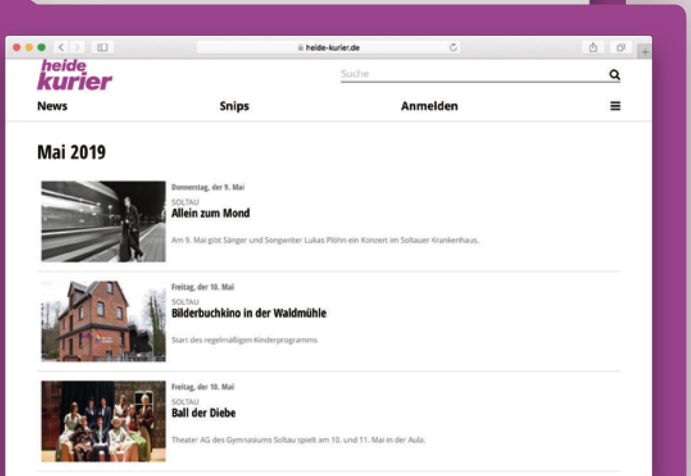 heide-kurier.de
heide
kurier
Suche
News Snips Anmelden
Mai 2019
Donnerstag, der 9. Mai
SOLTAU
Allein zum Mond
Am 9. Mai gibt Sänger und Songwriter Lukas Plöhn ein Konzert im Soltauer Krankenhaus.
Freitag, der 10. Mai
SOLTAU
Bilderbuchkino in der Waldmühle
Start des regelmäßigen Kinderprogramms
Freitag, der 10. Mai
SOLTAU
Ball der Diebe
Theater AG des Gymnasiums Soltau spielt am 10. und 11. Mai in der Aula.